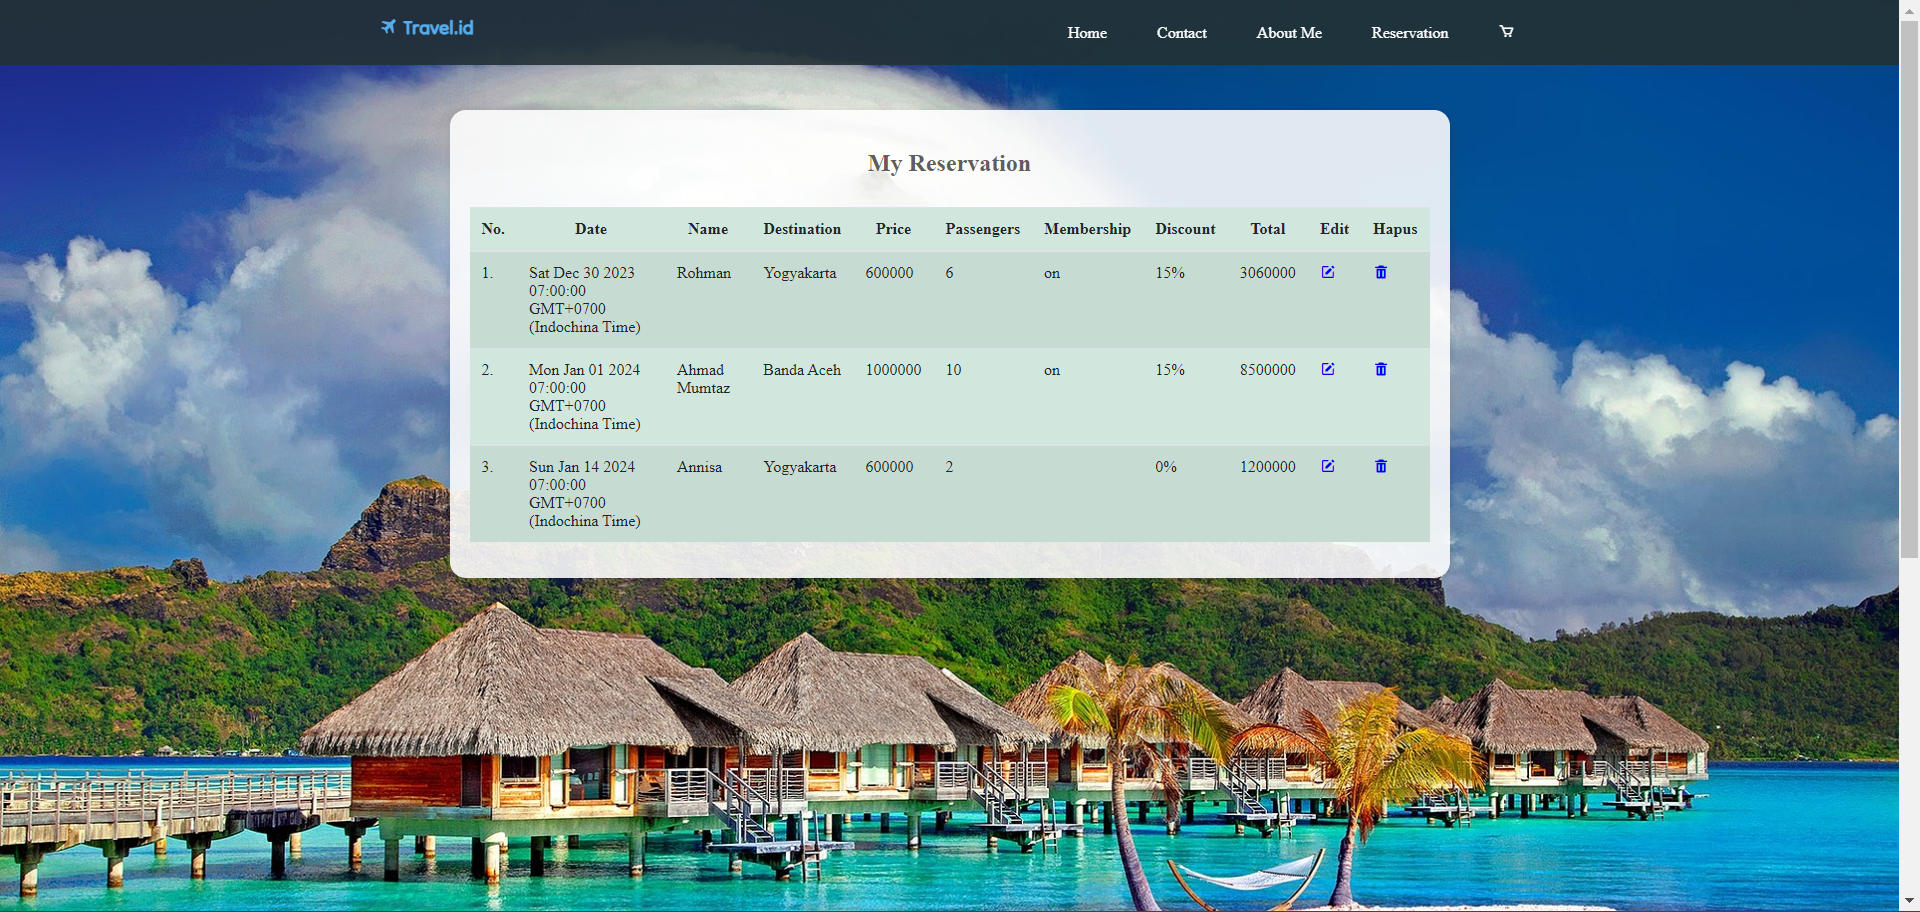 Travel.id
Home Contact About Me Reservation
My Reservation
No. Date Name Destination Price Passengers Membership Discount Total Edit Hapus
1. Sat Dec 30 2023 Rohman Yogyakarta 600000 6 on 15% 3060000
07:00:00
GMT+0700
(Indochina Time)
2. Mon Jan 01 2024 Ahmad Banda Aceh 1000000 10 on 15% 8500000
07:00:00 Mumtaz
GMT+0700
(Indochina Time)
3. Sun Jan 14 2024 Annisa Yogyakarta 600000 2 0% 1200000
07:00:00
GMT+0700
(Indochina Time)